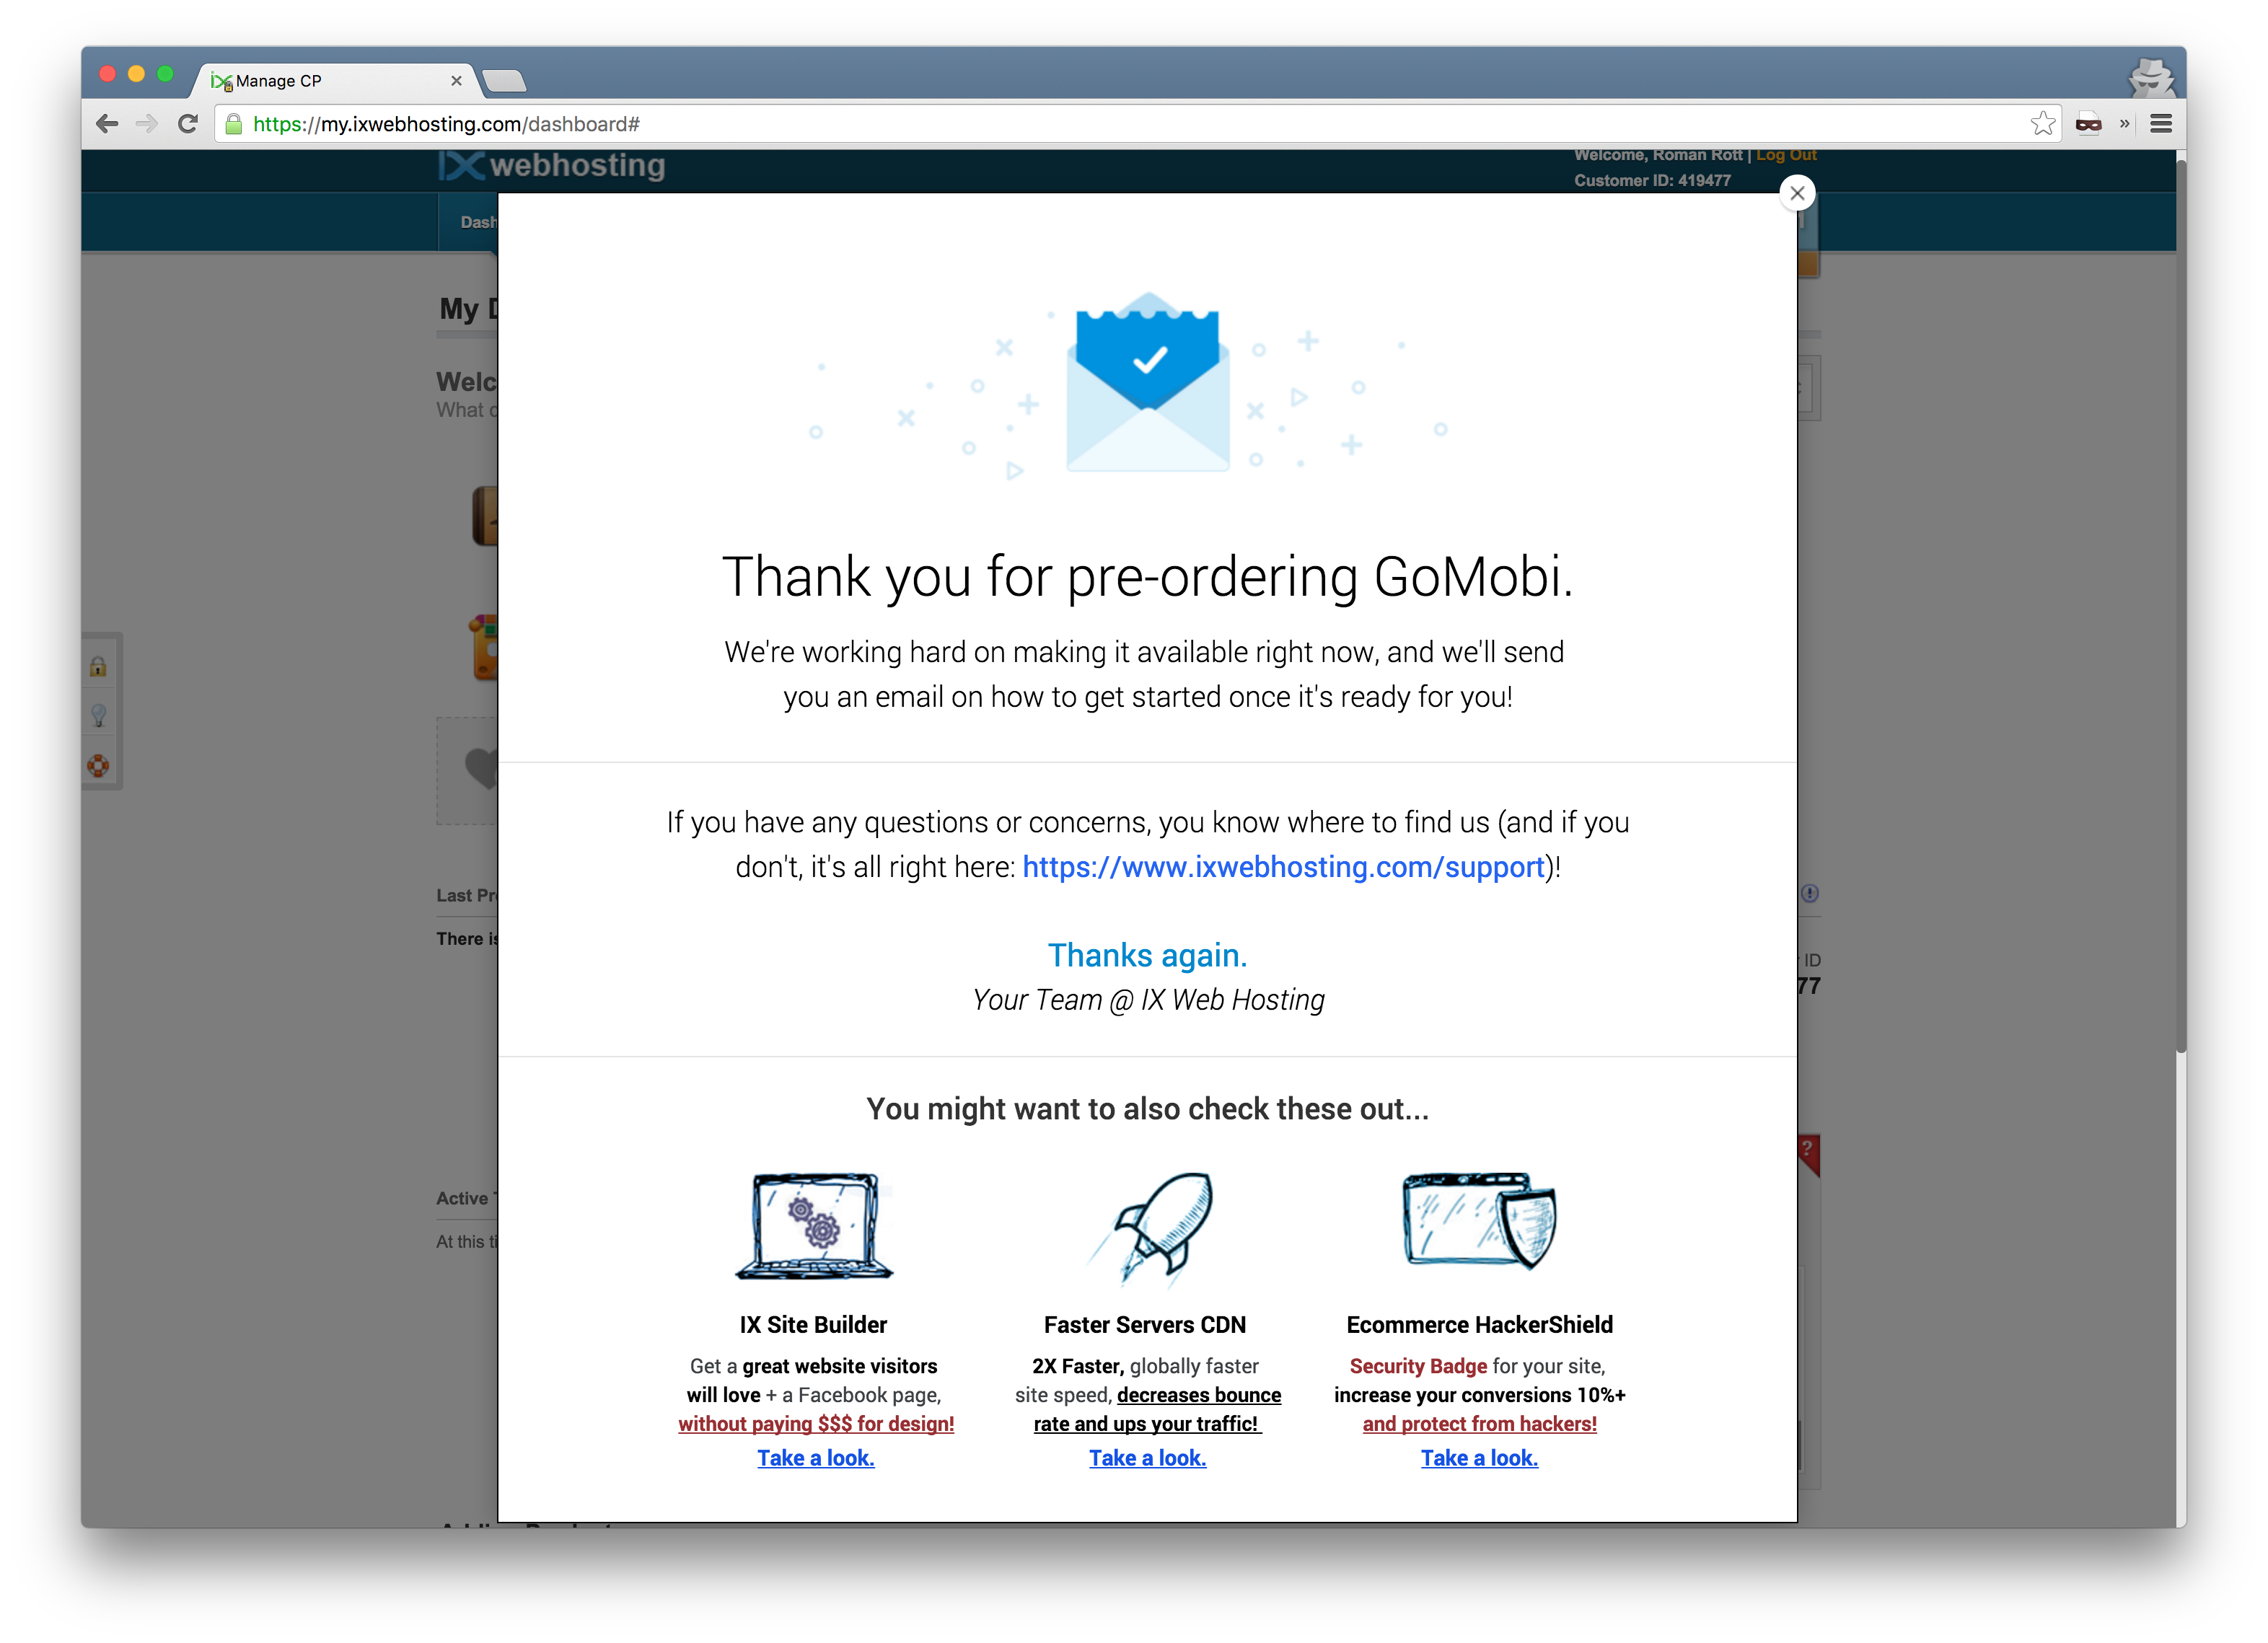 Manage CP
https://my.ixwebhosting.com/dashboard#
IX webhosting
Welcome, Roman Rott | Log Out
Customer ID: 419477
Dash
My D
Welc
What
Thank you for pre-ordering GoMobi.
We're working hard on making it available right now, and we'll send
you an email on how to get started once it's ready for you!
If you have any questions or concerns, you know where to find us (and if you
don't, it's all right here: https://www.ixwebhosting.com/support)!
Last Pr
There is
ID
77
Thanks again.
Your Team @ IX Web Hosting
You might want to also check these out...
?
Active
At this ti
IX Site Builder
Get a great website visitors
will love + a Facebook page,
without paying $$$ for design!
Take a look.
Faster Servers CDN
2X Faster, globally faster
site speed, decreases bounce
rate and ups your traffic!
Take a look.
Ecommerce HackerShield
Security Badge for your site,
increase your conversions 10%+
and protect from hackers!
Take a look.